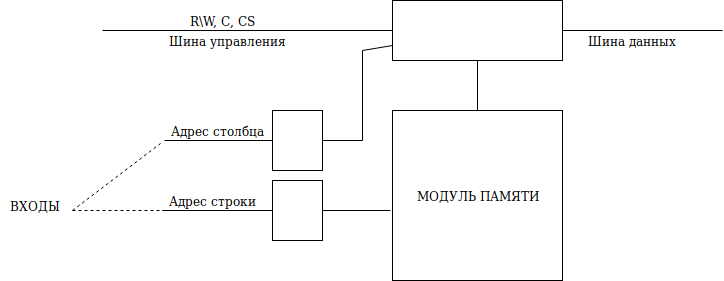 R\W, C, CS
Шина управления
Шина данных
Адрес столбца
Адрес строки
ВХОДЫ
МОДУЛЬ ПАМЯТИ